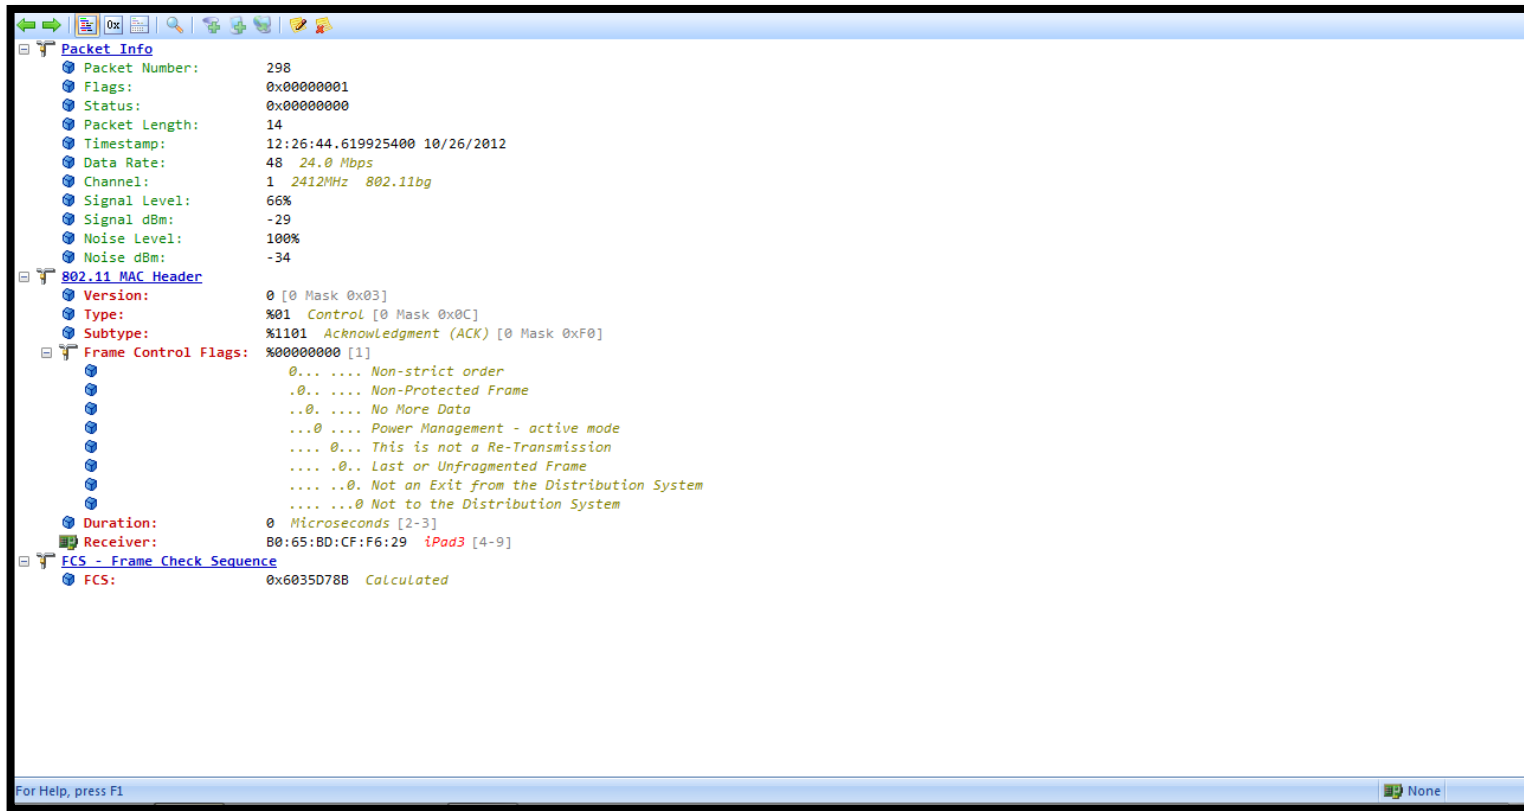 0x
Packet Info
Packet Number: 298
Flags: 0x00000001
Status: 0x00000000
Packet Length: 14
Timestamp: 12:26:44.619925400 10/26/2012
Data Rate: 48 24.0 Mbps
Channel: 1 2412MHz 802.11bg
Signal Level: 66%
Signal dBm: -29
Noise Level: 100%
Noise dBm: -34
802.11 MAC Header
Version: 0 [0 Mask 0x03]
Type: %01 Control [0 Mask 0x0C]
Subtype: %1101 Acknowledgment (ACK) [0 Mask 0xF0]
Frame Control Flags: %00000000 [1]
0... .... Non-strict order
.0.. .... Non-Protected Frame
..0. .... No More Data
...0 .... Power Management - active mode
.... 0... This is not a Re-Transmission
.... .0.. Last or Unfragmented Frame
.... ..0. Not an Exit from the Distribution System
.... ...0 Not to the Distribution System
Duration: 0 Microseconds [2-3]
Receiver: B0:65:BD:CF:F6:29 iPad3 [4-9]
FCS - Frame Check Sequence
FCS: 0x6035D78B Calculated
For Help, press F1 None